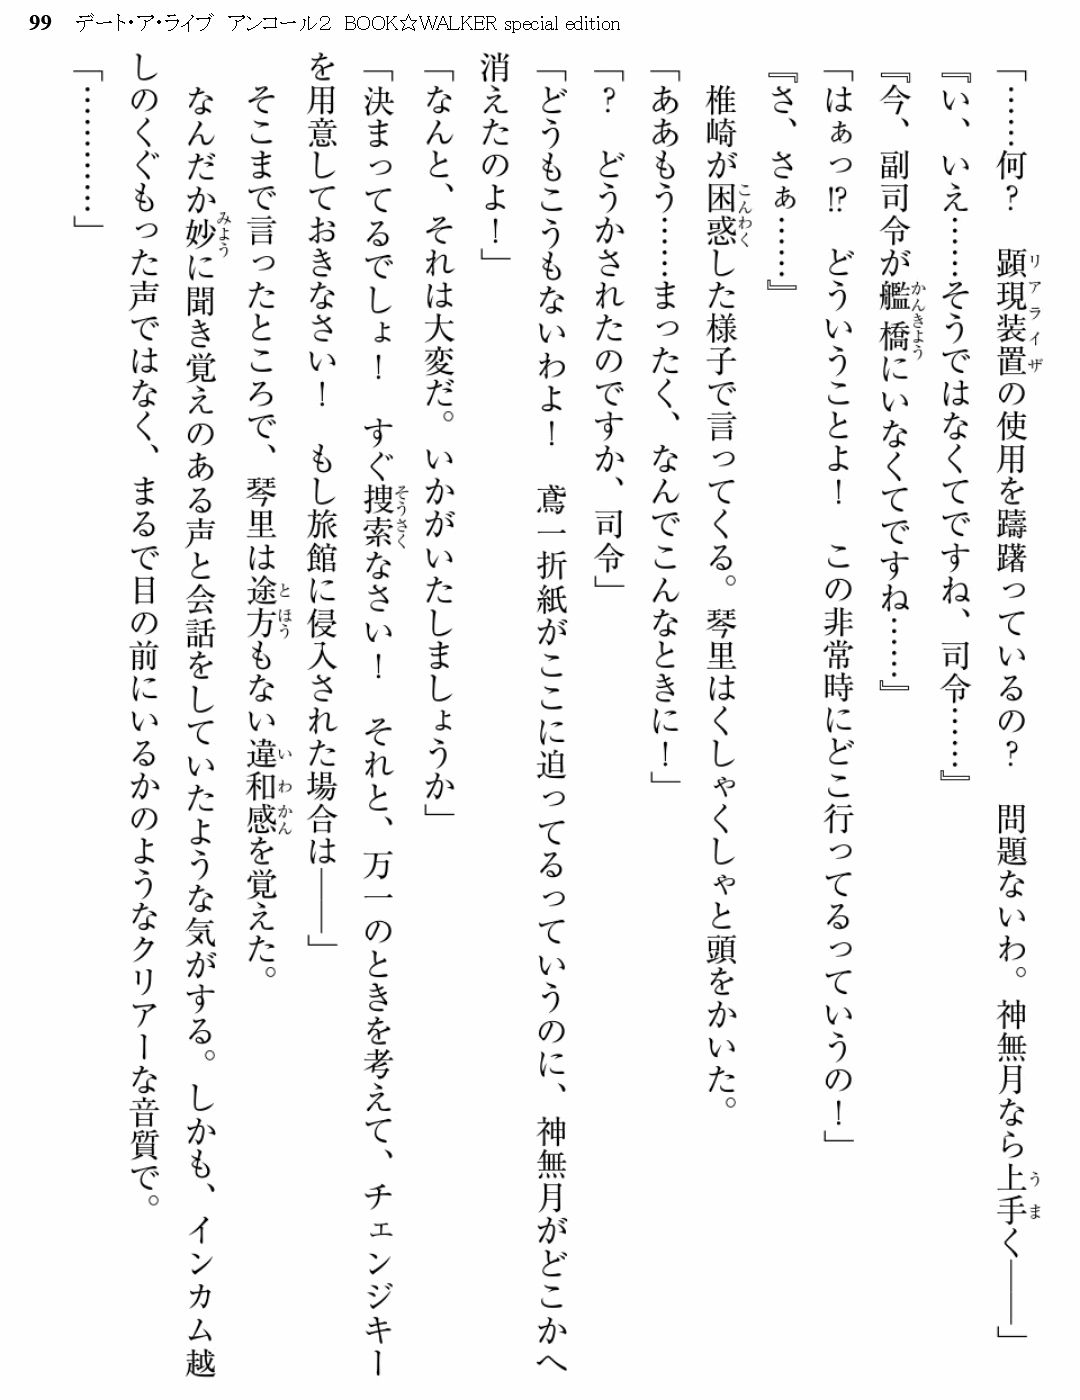 99 デート・ア・ライブ アンコール2 BOOK☆WALKER special edition
「……何？　顕現装置の使用を躊躇っているの？　問題ないわ。神無月なら上手く――」
『い、いえ……そうではなくてですね、司令……』
『今、副司令が艦橋にいなくてですね……』
「はぁっ!?　どういうことよ！　この非常時にどこ行ってるっていうの！」
『さ、さぁ……』
　椎崎が困惑した様子で言ってくる。琴里はくしゃくしゃと頭をかいた。
「ああもう……まったく、なんでこんなときに！」
「？　どうかされたのですか、司令」
「どうもこうもないわよ！　鳶一折紙がここに迫ってるっていうのに、神無月がどこかへ
消えたのよ！」
「なんと、それは大変だ。いかがいたしましょうか」
「決まってるでしょ！　すぐ捜索なさい！　それと、万一のときを考えて、チェンジキー
を用意しておきなさい！　もし旅館に侵入された場合は――」
　そこまで言ったところで、琴里は途方もない違和感を覚えた。
　なんだか妙に聞き覚えのある声と会話をしていたような気がする。しかも、インカム越
しのくぐもった声ではなく、まるで目の前にいるかのようなクリアーな音質で。
「…………」